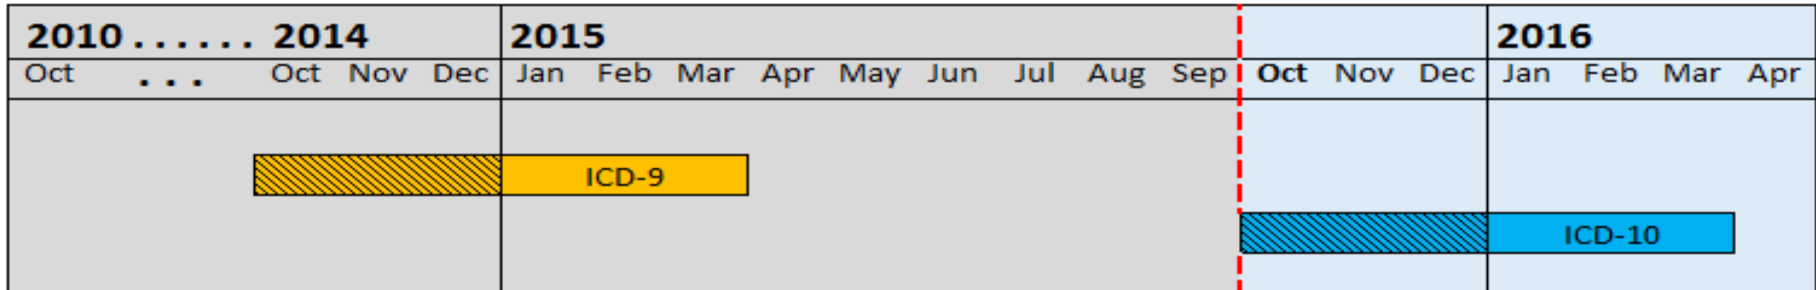 2010 . . . . . . 2014 2015 2016
Oct . . . Oct Nov Dec Jan Feb Mar Apr May Jun Jul Aug Sep Oct Nov Dec Jan Feb Mar Apr
ICD-9
ICD-10